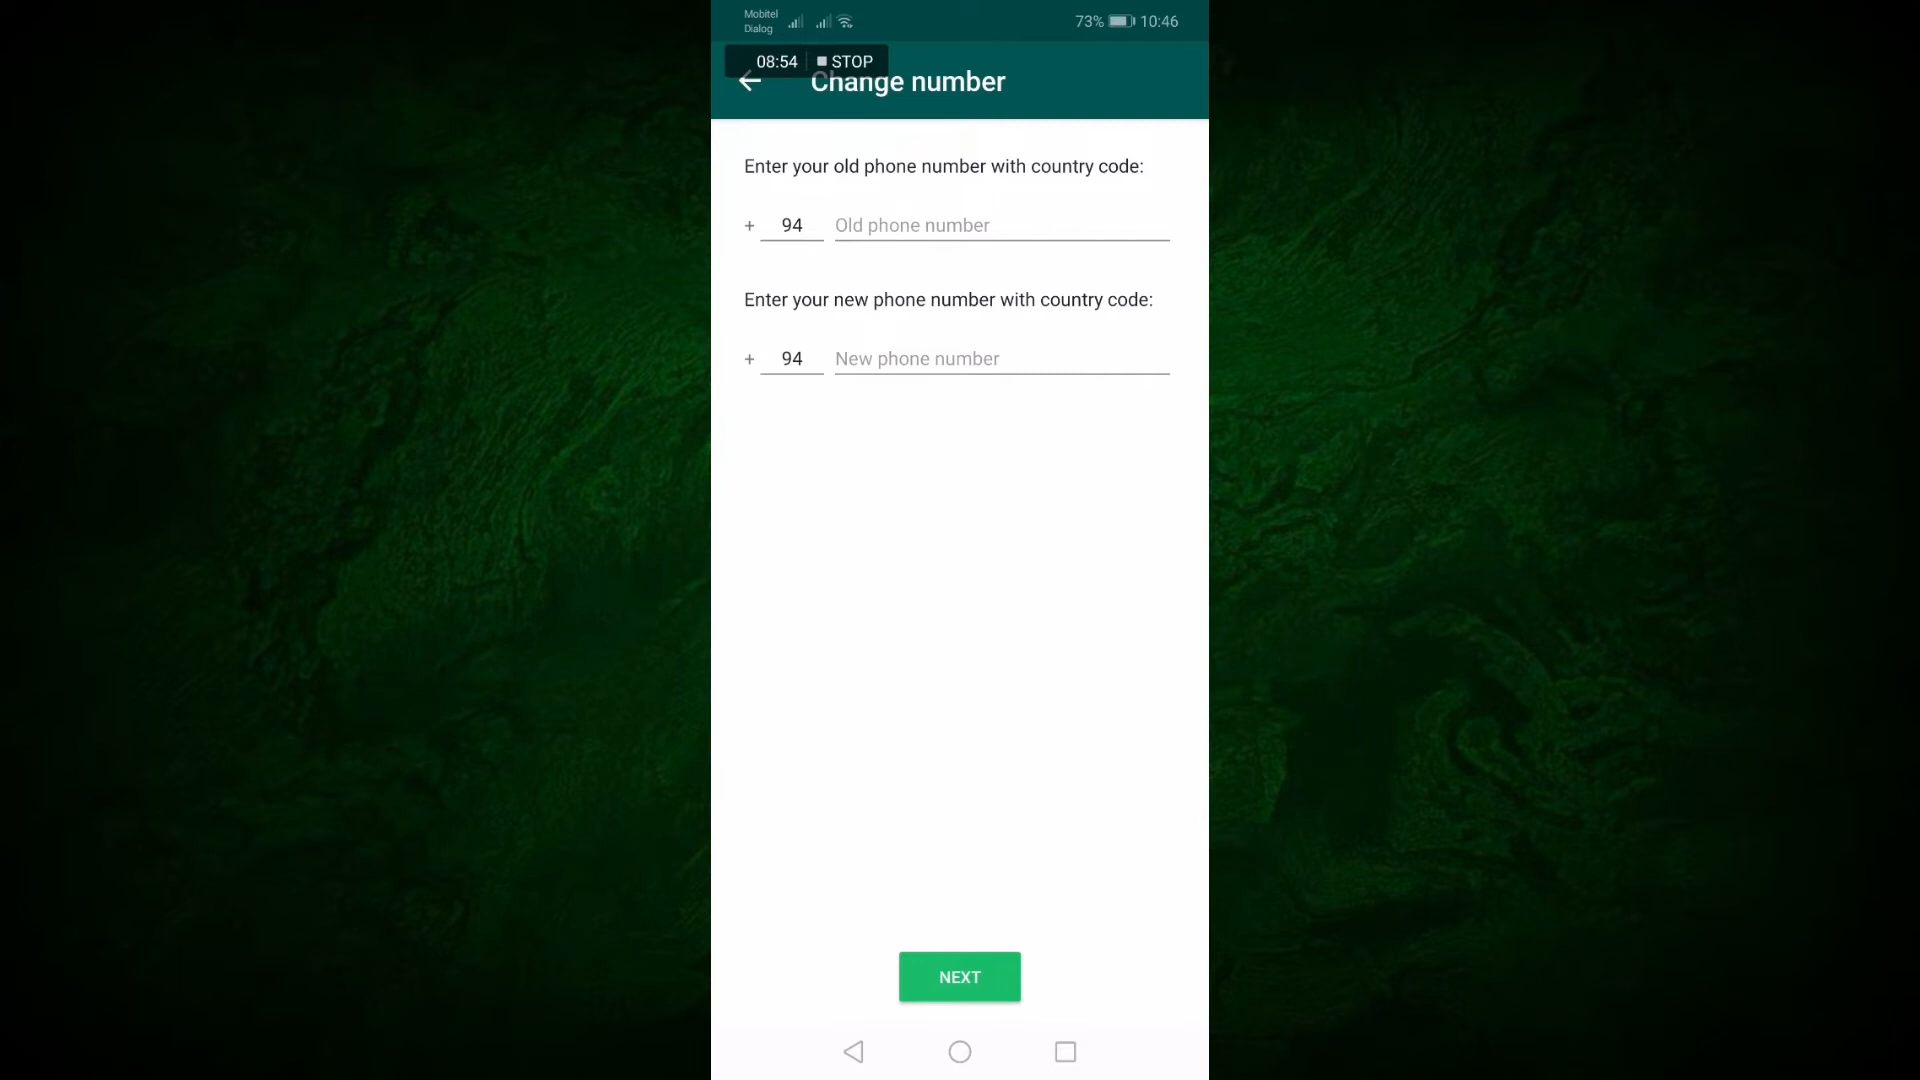 Mobitel
Dialog
73% 10:46
08:54 STOP
Change number
Enter your old phone number with country code:
+ 94 Old phone number
Enter your new phone number with country code:
+ 94 New phone number
NEXT